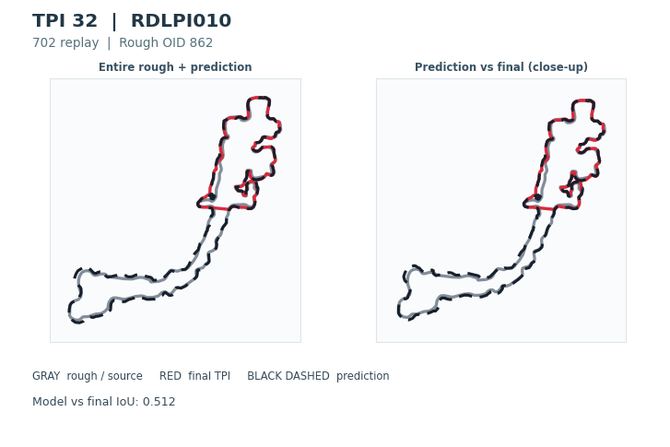 TPI 32 | RDLPI010
702 replay | Rough OID 862
Entire rough + prediction
Prediction vs final (close-up)
GRAY rough / source RED final TPI BLACK DASHED prediction
Model vs final IoU: 0.512